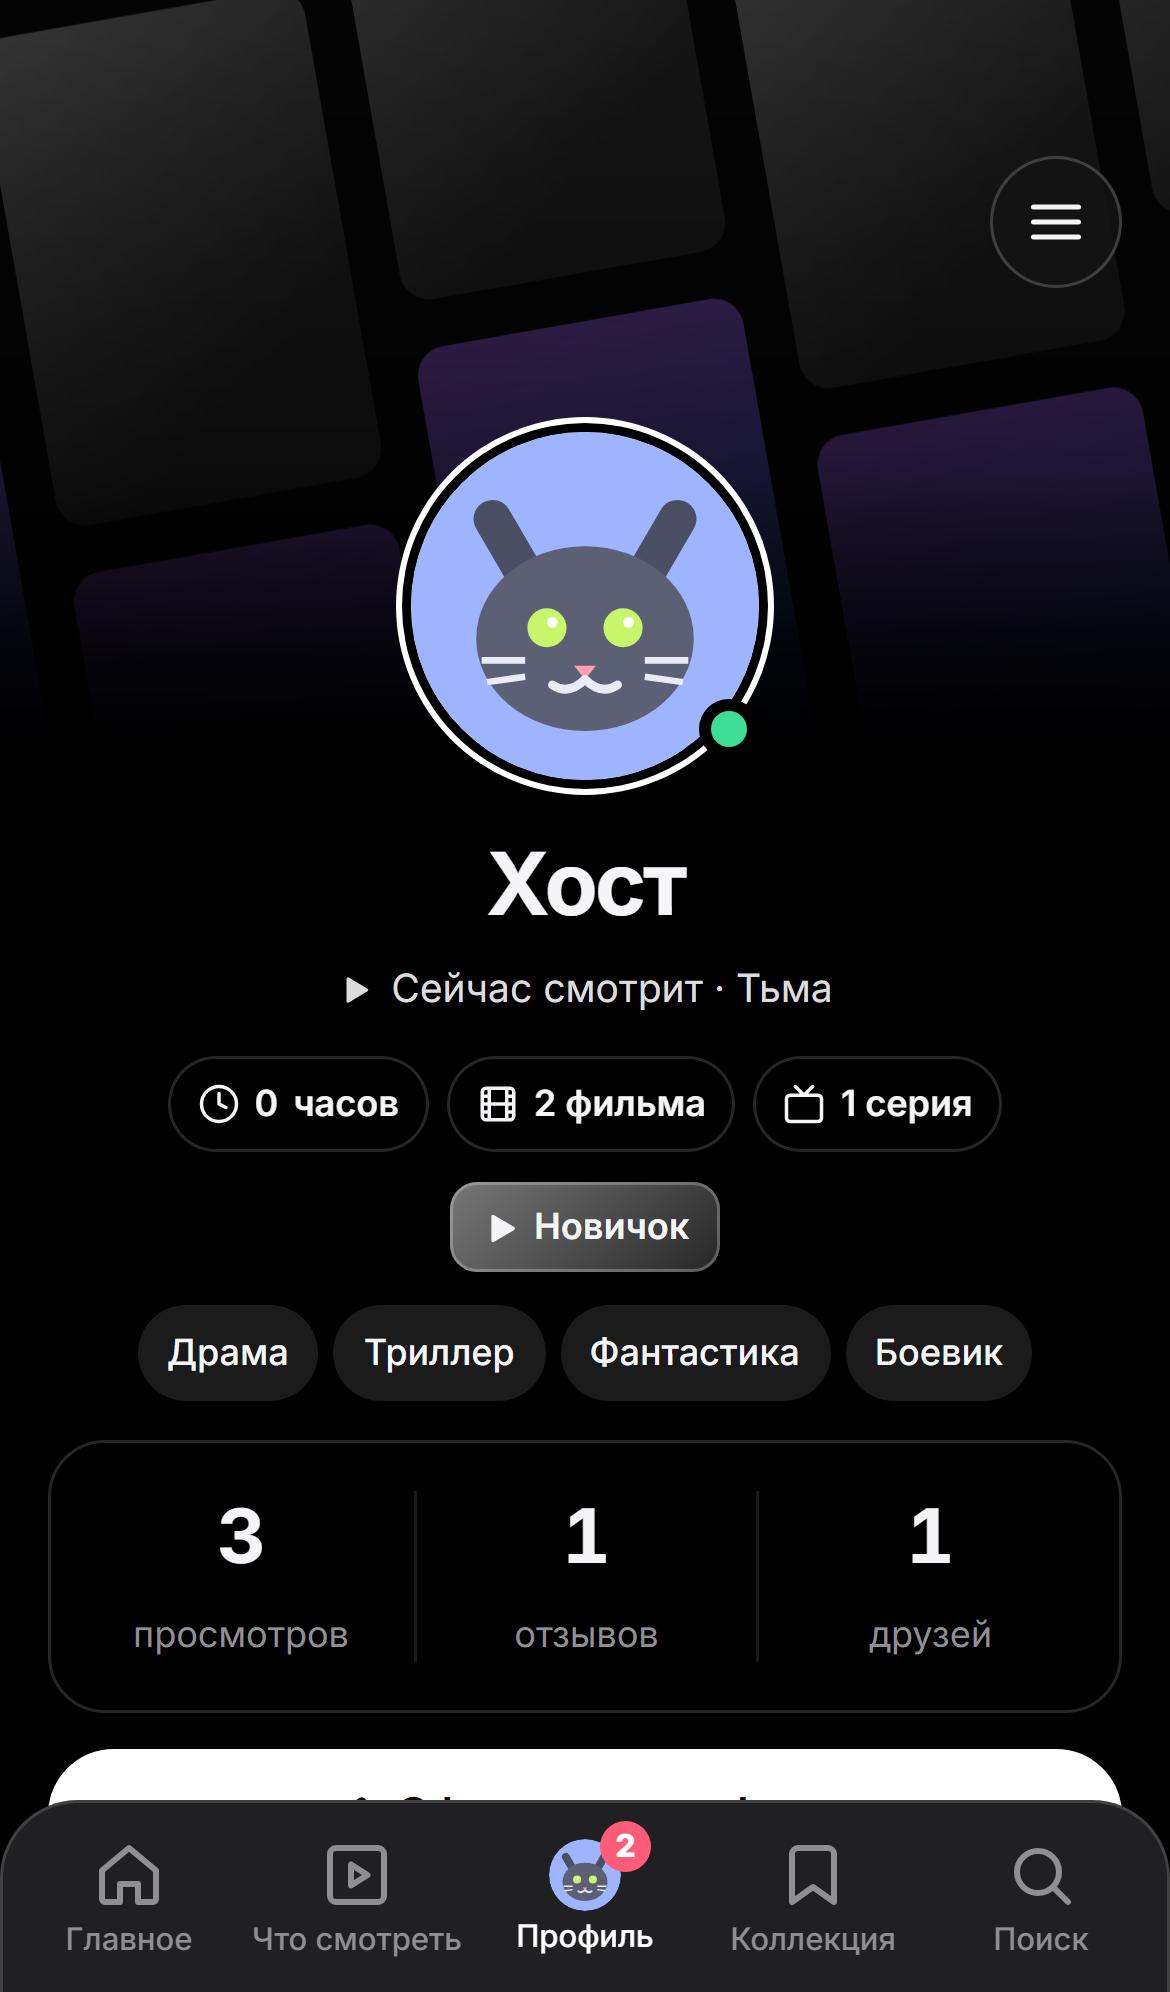 Хост
Сейчас смотрит · Тьма
0 часов
2 фильма
1 серия
Новичок
Драма
Триллер
Фантастика
Боевик
3
1
1
просмотров
отзывов
друзей
2
Главное
Что смотреть
Профиль
Коллекция
Поиск